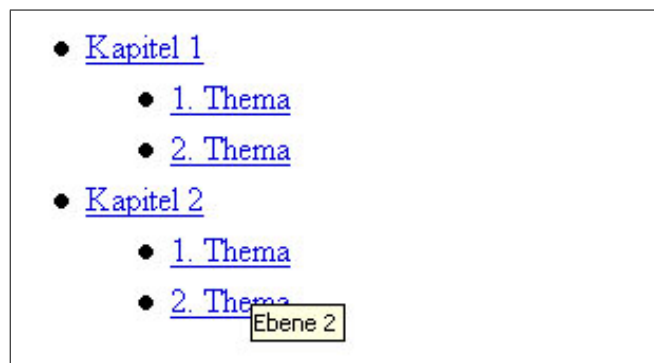 Kapitel 1
1. Thema
2. Thema
Kapitel 2
1. Thema
2. Thema
Ebene 2